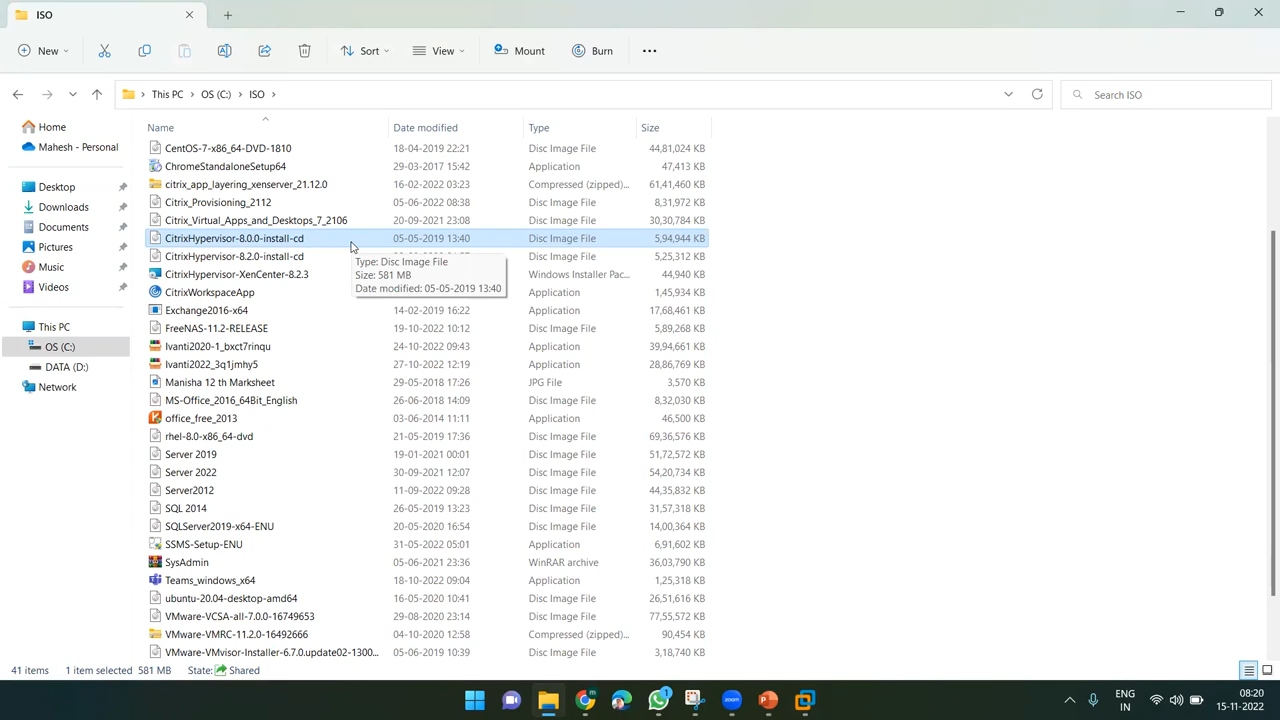 ISO
New
Sort
View
Mount
Burn
This PC
OS (C:)
ISO
Search ISO
Home
Mahesh - Personal
Desktop
Downloads
Documents
Pictures
Music
Videos
This PC
OS (C:)
DATA (D:)
Network
Name Date modified Type Size
CentOS-7-x86_64-DVD-1810 18-04-2019 22:21 Disc Image File 44,81,024 KB
ChromeStandaloneSetup64 29-03-2017 15:42 Application 47,413 KB
citrix_app_layering_xenserver_21.12.0 16-02-2022 03:23 Compressed (zipped)... 61,41,460 KB
Citrix_Provisioning_2112 05-06-2022 08:38 Disc Image File 8,31,972 KB
Citrix_Virtual_Apps_and_Desktops_7_2106 20-09-2021 23:08 Disc Image File 30,30,784 KB
CitrixHypervisor-8.0.0-install-cd 05-05-2019 13:40 Disc Image File 5,94,944 KB
CitrixHypervisor-8.2.0-install-cd Disc Image File 5,25,312 KB
CitrixHypervisor-XenCenter-8.2.3 Windows Installer Pac... 44,940 KB
CitrixWorkspaceApp Application 1,45,934 KB
Type: Disc Image File
Size: 581 MB
Date modified: 05-05-2019 13:40
Exchange2016-x64 14-02-2019 16:22 Application 17,68,461 KB
FreeNAS-11.2-RELEASE 19-10-2022 10:12 Disc Image File 5,89,268 KB
Ivanti2020-1_bxct7rinqu 24-10-2022 09:43 Application 39,94,661 KB
Ivanti2022_3q1jmhy5 27-10-2022 12:19 Application 28,86,769 KB
Manisha 12 th Marksheet 29-05-2018 17:26 JPG File 3,570 KB
MS-Office_2016_64Bit_English 26-06-2018 14:09 Disc Image File 8,32,030 KB
office_free_2013 03-06-2014 11:11 Application 46,500 KB
rhel-8.0-x86_64-dvd 21-05-2019 17:36 Disc Image File 69,36,576 KB
Server 2019 19-01-2021 00:01 Disc Image File 51,72,572 KB
Server 2022 30-09-2021 12:07 Disc Image File 54,20,734 KB
Server2012 11-09-2022 09:28 Disc Image File 44,35,832 KB
SQL 2014 26-05-2019 13:23 Disc Image File 31,57,318 KB
SQLServer2019-x64-ENU 20-05-2020 16:54 Disc Image File 14,00,364 KB
SSMS-Setup-ENU 31-05-2022 05:01 Application 6,91,602 KB
SysAdmin 05-06-2021 23:36 WinRAR archive 36,03,790 KB
Teams_windows_x64 18-10-2022 09:04 Application 1,25,318 KB
ubuntu-20.04-desktop-amd64 16-05-2020 10:41 Disc Image File 26,51,616 KB
VMware-VCSA-all-7.0.0-16749653 29-08-2020 23:14 Disc Image File 77,55,572 KB
VMware-VMRC-11.2.0-16492666 04-10-2020 12:58 Compressed (zipped)... 90,454 KB
VMware-VMvisor-Installer-6.7.0.update02-1300... 05-06-2019 10:39 Disc Image File 3,18,740 KB
41 items 1 item selected 581 MB State: Shared
1
zoom
ENG
IN
08:20
15-11-2022